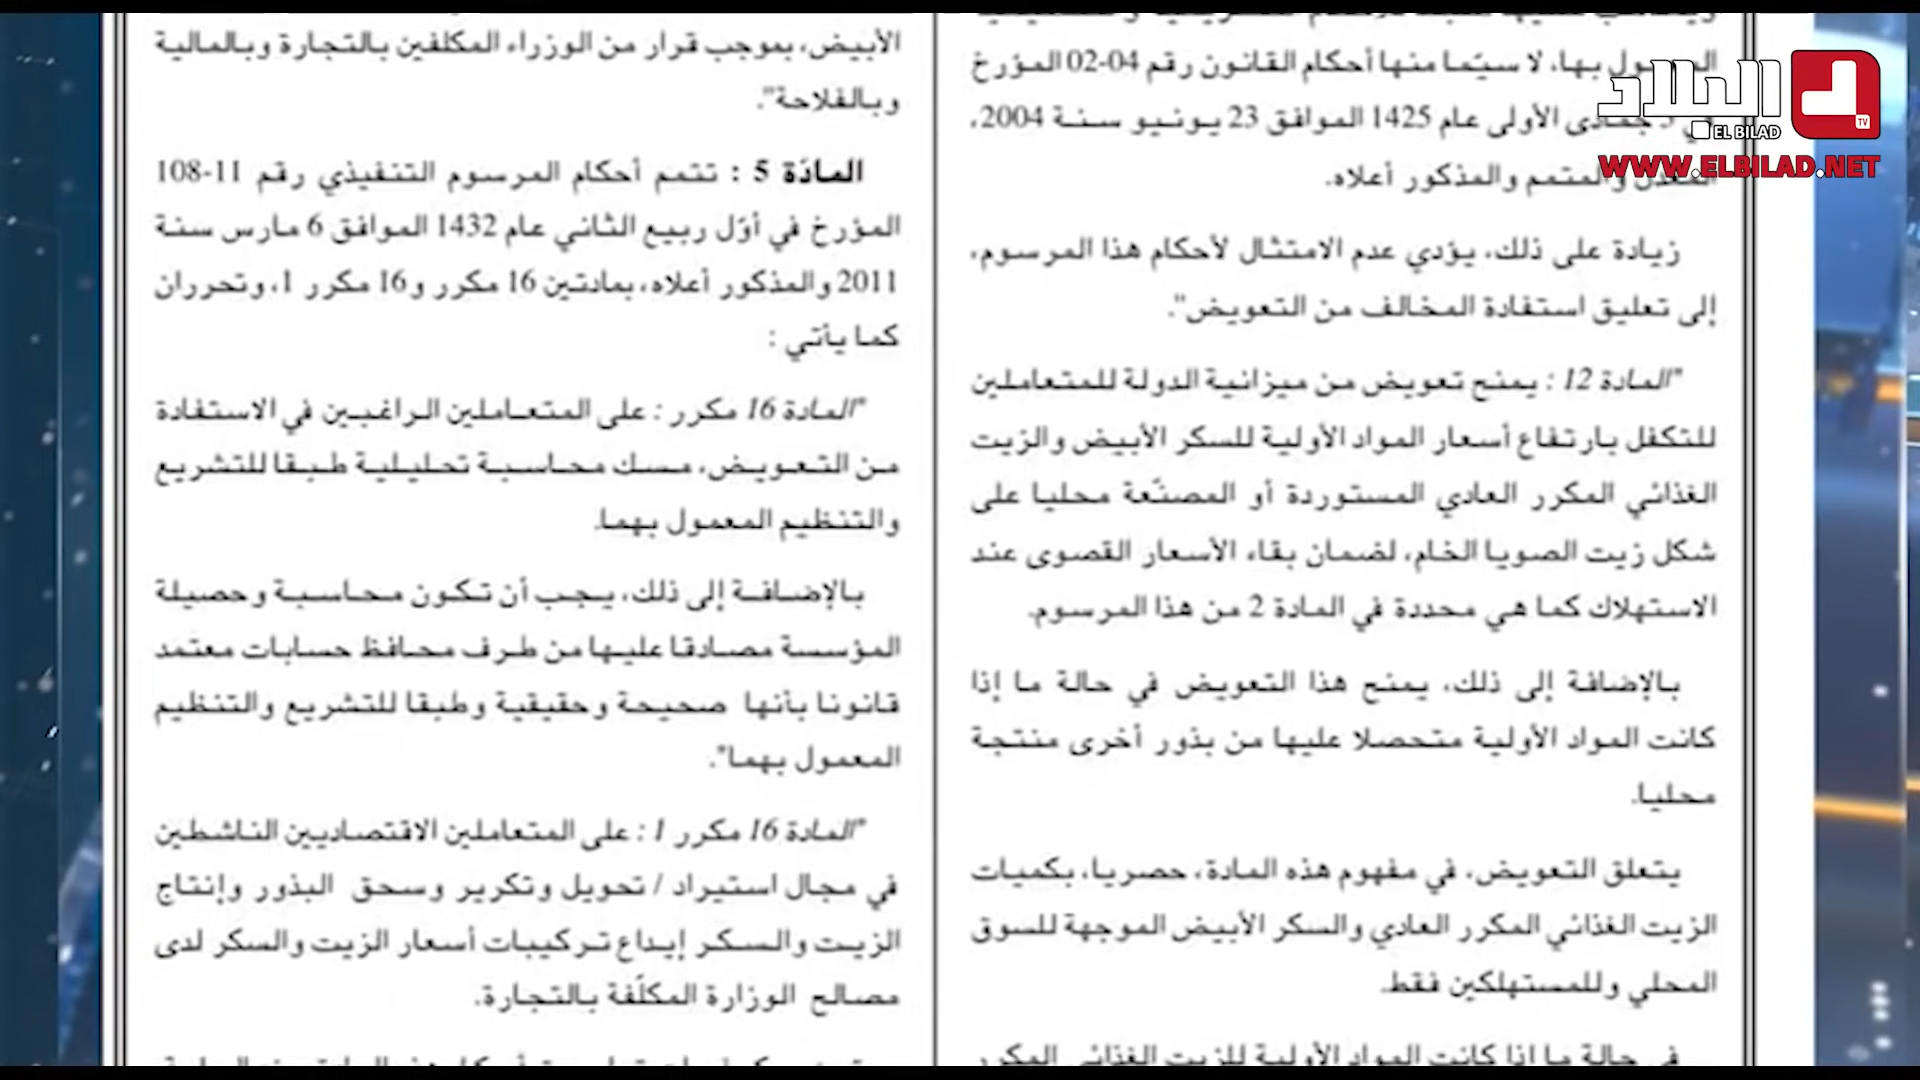 البلاد
EL BILAD
TV
WWW.ELBILAD.NET
بها، لا سيّما منها أحكام القانون رقم 04-02 المؤرخ
الأولى عام 1425 الموافق 23 يونيو سنة 2004،
والمتمم والمذكور أعلاه.
زيادة على ذلك، يؤدي عدم الامتثال لأحكام هذا المرسوم،
إلى تعليق استفادة المخالف من التعويض".
"المادة 12 : يمنح تعويض من ميزانية الدولة للمتعاملين
للتكفل بارتفاع أسعار المواد الأولية للسكر الأبيض والزيت
الغذائي المكرر العادي المستوردة أو المصنّعة محليا على
شكل زيت الصويا الخام، لضمان بقاء الأسعار القصوى عند
الاستهلاك كما هي محددة في المادة 2 من هذا المرسوم.
بالإضافة إلى ذلك، يمنح هذا التعويض في حالة ما إذا
كانت المواد الأولية متحصلا عليها من بذور أخرى منتجة
محليا.
يتعلق التعويض، في مفهوم هذه المادة، حصريا، بكميات
الزيت الغذائي المكرر العادي والسكر الأبيض الموجهة للسوق
المحلي وللمستهلكين فقط.
في حالة ما إذا كانت المواد الأولية للزيت الغذائي المكرر
الأبيض، بموجب قرار من الوزراء المكلفين بالتجارة وبالمالية
وبالفلاحة".
المادّة 5 : تتمم أحكام المرسوم التنفيذي رقم 11-108
المؤرخ في أوّل ربيع الثاني عام 1432 الموافق 6 مارس سنة
2011 والمذكور أعلاه، بمادتين 16 مكرر و16 مكرر 1، وتحرران
كما يأتي :
"المادة 16 مكرر : على المتعاملين الراغبين في الاستفادة
من التعويض، مسك محاسبة تحليلية طبقا للتشريع
والتنظيم المعمول بهما.
بالإضافة إلى ذلك، يجب أن تكون محاسبة وحصيلة
المؤسسة مصادقا عليها من طرف محافظ حسابات معتمد
قانونا بأنها صحيحة وحقيقية وطبقا للتشريع والتنظيم
المعمول بهما".
"المادة 16 مكرر 1 : على المتعاملين الاقتصاديين الناشطين
في مجال استيراد / تحويل وتكرير وسحق البذور وإنتاج
الزيت والسكر إيداع تركيبات أسعار الزيت والسكر لدى
مصالح الوزارة المكلّفة بالتجارة.